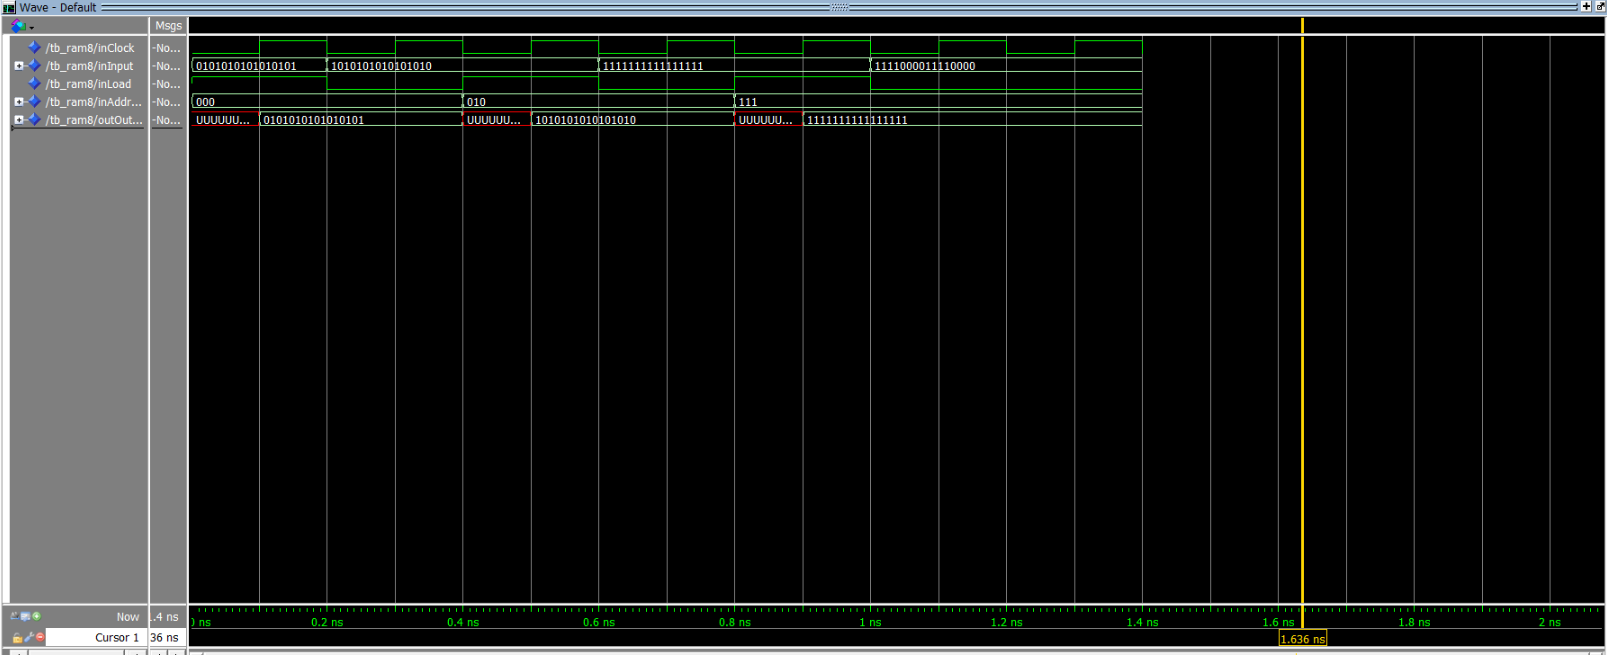 Wave - Default
Msgs
/tb_ram8/inClock -No...
/tb_ram8/inInput -No... 0101010101010101 1010101010101010 1111111111111111 1111000011110000
/tb_ram8/inLoad -No...
/tb_ram8/inAddr... -No... 000 010 111
/tb_ram8/outOut... -No... UUUUUU... 0101010101010101 UUUUUU... 1010101010101010 UUUUUU... 1111111111111111
Now .4 ns ns 0.2 ns 0.4 ns 0.6 ns 0.8 ns 1 ns 1.2 ns 1.4 ns 1.6 ns 1.8 ns 2 ns
Cursor 1 36 ns 1.636 ns